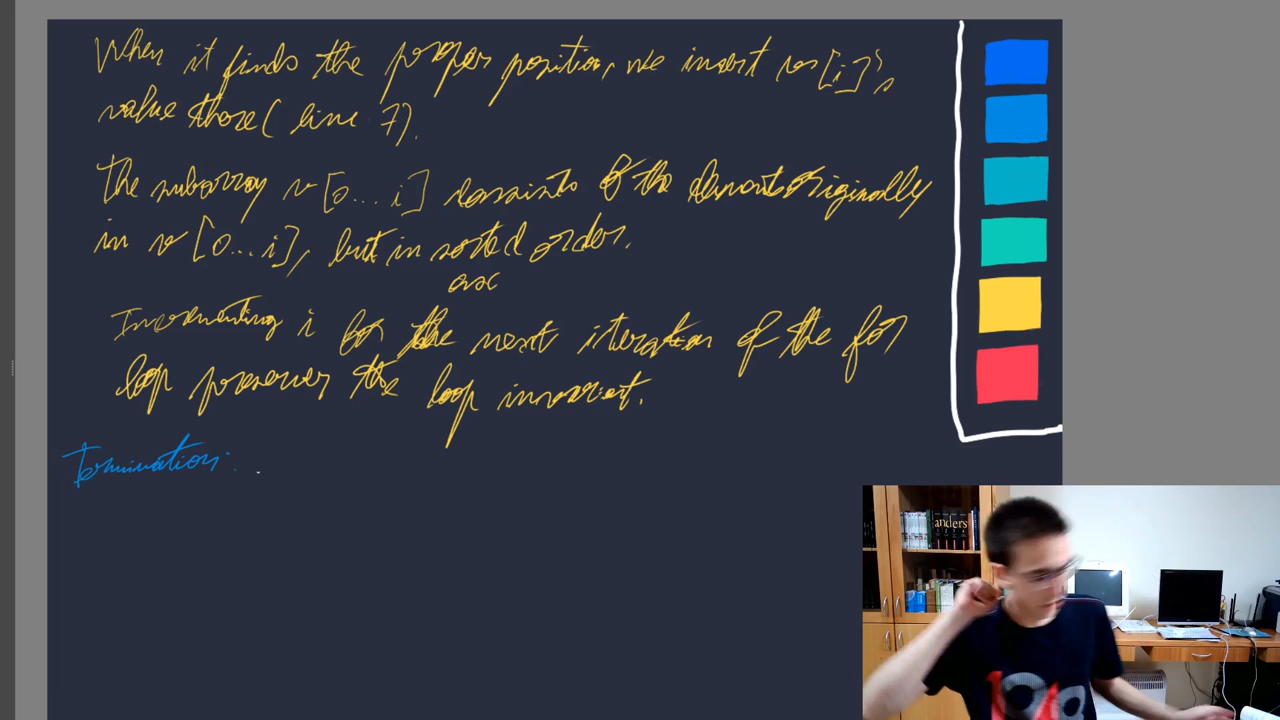 When it finds the proper position, we insert v[i]'s
value there (line 7).
The subarray v[0...i] consists of the elements originally
in v[0...i], but in sorted order.
asc
Incrementing i for the next iteration of the for
loop preserves the loop invariant.
Termination:
anders